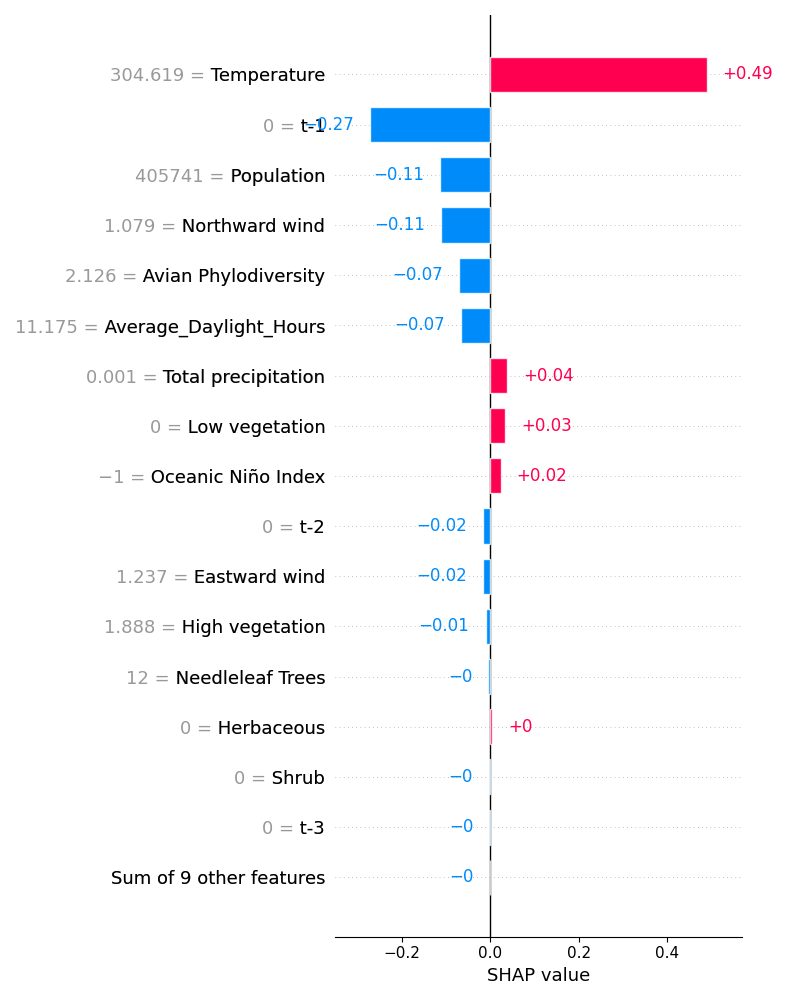 304.619 = Temperature +0.49
0 = t-1 −0.27
405741 = Population −0.11
1.079 = Northward wind −0.11
2.126 = Avian Phylodiversity −0.07
11.175 = Average_Daylight_Hours −0.07
0.001 = Total precipitation +0.04
0 = Low vegetation +0.03
−1 = Oceanic Niño Index +0.02
0 = t-2 −0.02
1.237 = Eastward wind −0.02
1.888 = High vegetation −0.01
12 = Needleleaf Trees −0
0 = Herbaceous +0
0 = Shrub −0
0 = t-3 −0
Sum of 9 other features −0
−0.2 0.0 0.2 0.4
SHAP value